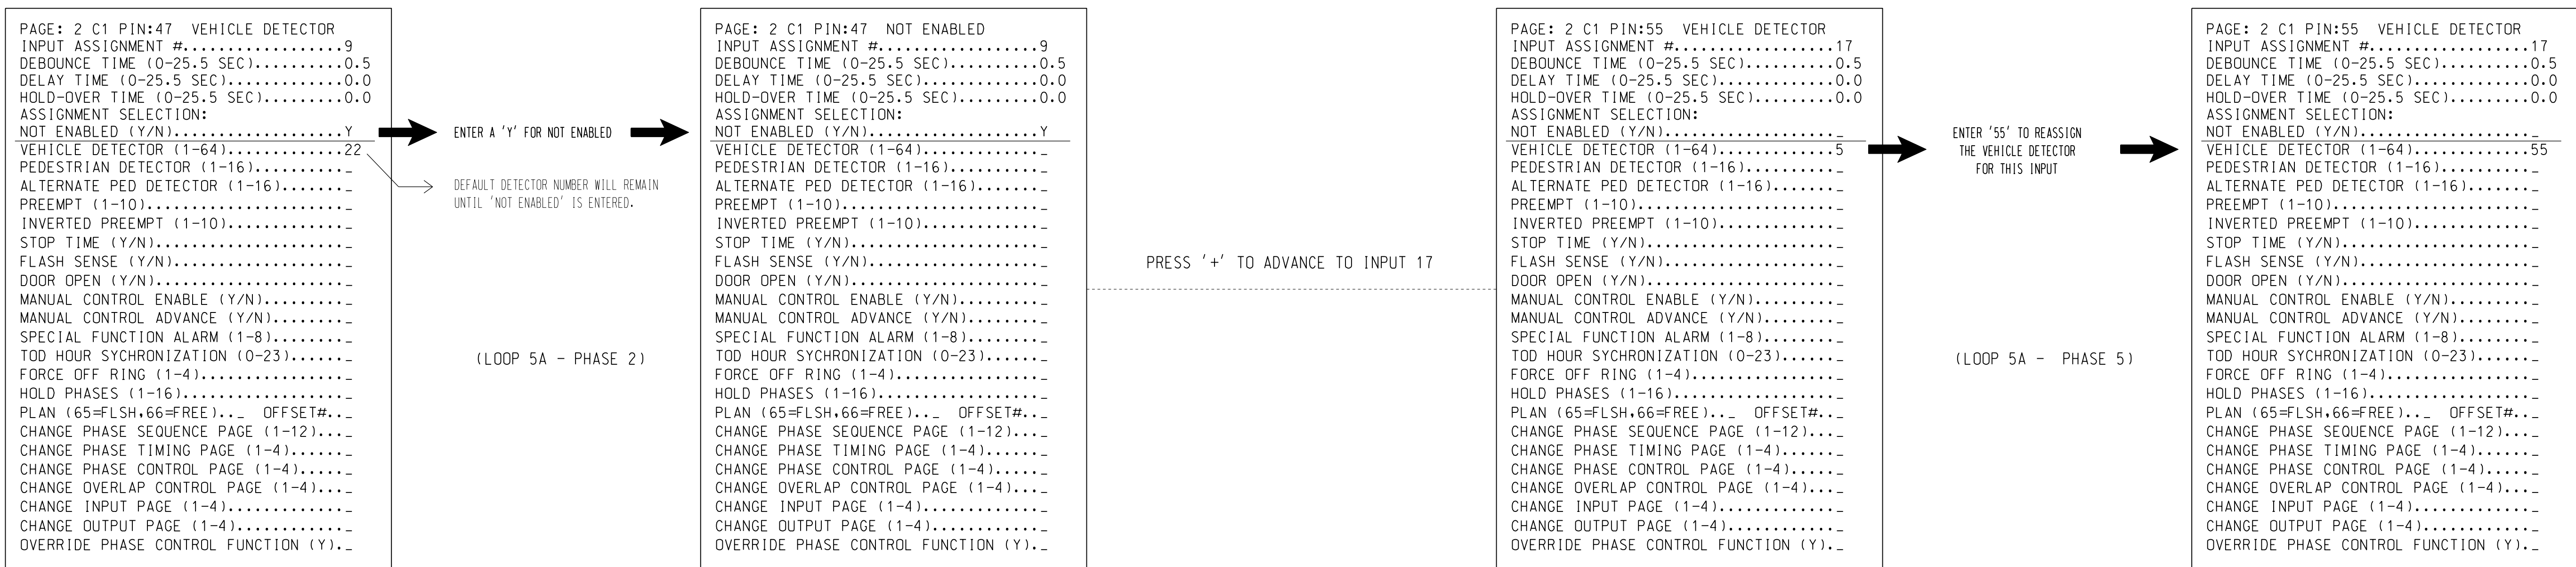 PAGE: 2 C1 PIN:47 VEHICLE DETECTOR
INPUT ASSIGNMENT #..................9
DEBOUNCE TIME (0-25.5 SEC)..........0.5
DELAY TIME (0-25.5 SEC).............0.0
HOLD-OVER TIME (0-25.5 SEC).........0.0
ASSIGNMENT SELECTION:
NOT ENABLED (Y/N)...................Y
VEHICLE DETECTOR (1-64).............22
PEDESTRIAN DETECTOR (1-16).........._
ALTERNATE PED DETECTOR (1-16)......._
PREEMPT (1-10)......................_
INVERTED PREEMPT (1-10)............._
STOP TIME (Y/N)....................._
FLASH SENSE (Y/N)..................._
DOOR OPEN (Y/N)....................._
MANUAL CONTROL ENABLE (Y/N)........._
MANUAL CONTROL ADVANCE (Y/N)........_
SPECIAL FUNCTION ALARM (1-8)........_
TOD HOUR SYCHRONIZATION (0-23)......_
FORCE OFF RING (1-4)................_
HOLD PHASES (1-16).................._
PLAN (65=FLSH,66=FREE).._ OFFSET#.._
CHANGE PHASE SEQUENCE PAGE (1-12)..._
CHANGE PHASE TIMING PAGE (1-4)......_
CHANGE PHASE CONTROL PAGE (1-4)....._
CHANGE OVERLAP CONTROL PAGE (1-4)..._
CHANGE INPUT PAGE (1-4)............._
CHANGE OUTPUT PAGE (1-4)............_
OVERRIDE PHASE CONTROL FUNCTION (Y)._
ENTER A 'Y' FOR NOT ENABLED
DEFAULT DETECTOR NUMBER WILL REMAIN
UNTIL 'NOT ENABLED' IS ENTERED.
(LOOP 5A - PHASE 2)
PAGE: 2 C1 PIN:47 NOT ENABLED
INPUT ASSIGNMENT #..................9
DEBOUNCE TIME (0-25.5 SEC)..........0.5
DELAY TIME (0-25.5 SEC).............0.0
HOLD-OVER TIME (0-25.5 SEC).........0.0
ASSIGNMENT SELECTION:
NOT ENABLED (Y/N)...................Y
VEHICLE DETECTOR (1-64)............._
PEDESTRIAN DETECTOR (1-16).........._
ALTERNATE PED DETECTOR (1-16)......._
PREEMPT (1-10)......................_
INVERTED PREEMPT (1-10)............._
STOP TIME (Y/N)....................._
FLASH SENSE (Y/N)..................._
DOOR OPEN (Y/N)....................._
MANUAL CONTROL ENABLE (Y/N)........._
MANUAL CONTROL ADVANCE (Y/N)........_
SPECIAL FUNCTION ALARM (1-8)........_
TOD HOUR SYCHRONIZATION (0-23)......_
FORCE OFF RING (1-4)................_
HOLD PHASES (1-16).................._
PLAN (65=FLSH,66=FREE).._ OFFSET#.._
CHANGE PHASE SEQUENCE PAGE (1-12)..._
CHANGE PHASE TIMING PAGE (1-4)......_
CHANGE PHASE CONTROL PAGE (1-4)....._
CHANGE OVERLAP CONTROL PAGE (1-4)..._
CHANGE INPUT PAGE (1-4)............._
CHANGE OUTPUT PAGE (1-4)............_
OVERRIDE PHASE CONTROL FUNCTION (Y)._
PRESS '+' TO ADVANCE TO INPUT 17
PAGE: 2 C1 PIN:55 VEHICLE DETECTOR
INPUT ASSIGNMENT #..................17
DEBOUNCE TIME (0-25.5 SEC)..........0.5
DELAY TIME (0-25.5 SEC).............0.0
HOLD-OVER TIME (0-25.5 SEC).........0.0
ASSIGNMENT SELECTION:
NOT ENABLED (Y/N)..................._
VEHICLE DETECTOR (1-64).............5
PEDESTRIAN DETECTOR (1-16).........._
ALTERNATE PED DETECTOR (1-16)......._
PREEMPT (1-10)......................_
INVERTED PREEMPT (1-10)............._
STOP TIME (Y/N)....................._
FLASH SENSE (Y/N)..................._
DOOR OPEN (Y/N)....................._
MANUAL CONTROL ENABLE (Y/N)........._
MANUAL CONTROL ADVANCE (Y/N)........_
SPECIAL FUNCTION ALARM (1-8)........_
TOD HOUR SYCHRONIZATION (0-23)......_
FORCE OFF RING (1-4)................_
HOLD PHASES (1-16).................._
PLAN (65=FLSH,66=FREE).._ OFFSET#.._
CHANGE PHASE SEQUENCE PAGE (1-12)..._
CHANGE PHASE TIMING PAGE (1-4)......_
CHANGE PHASE CONTROL PAGE (1-4)....._
CHANGE OVERLAP CONTROL PAGE (1-4)..._
CHANGE INPUT PAGE (1-4)............._
CHANGE OUTPUT PAGE (1-4)............_
OVERRIDE PHASE CONTROL FUNCTION (Y)._
ENTER '55' TO REASSIGN
THE VEHICLE DETECTOR
FOR THIS INPUT
(LOOP 5A - PHASE 5)
PAGE: 2 C1 PIN:55 VEHICLE DETECTOR
INPUT ASSIGNMENT #..................17
DEBOUNCE TIME (0-25.5 SEC)..........0.5
DELAY TIME (0-25.5 SEC).............0.0
HOLD-OVER TIME (0-25.5 SEC).........0.0
ASSIGNMENT SELECTION:
NOT ENABLED (Y/N)..................._
VEHICLE DETECTOR (1-64).............55
PEDESTRIAN DETECTOR (1-16).........._
ALTERNATE PED DETECTOR (1-16)......._
PREEMPT (1-10)......................_
INVERTED PREEMPT (1-10)............._
STOP TIME (Y/N)....................._
FLASH SENSE (Y/N)..................._
DOOR OPEN (Y/N)....................._
MANUAL CONTROL ENABLE (Y/N)........._
MANUAL CONTROL ADVANCE (Y/N)........_
SPECIAL FUNCTION ALARM (1-8)........_
TOD HOUR SYCHRONIZATION (0-23)......_
FORCE OFF RING (1-4)................_
HOLD PHASES (1-16).................._
PLAN (65=FLSH,66=FREE).._ OFFSET#.._
CHANGE PHASE SEQUENCE PAGE (1-12)..._
CHANGE PHASE TIMING PAGE (1-4)......_
CHANGE PHASE CONTROL PAGE (1-4)....._
CHANGE OVERLAP CONTROL PAGE (1-4)..._
CHANGE INPUT PAGE (1-4)............._
CHANGE OUTPUT PAGE (1-4)............_
OVERRIDE PHASE CONTROL FUNCTION (Y)._